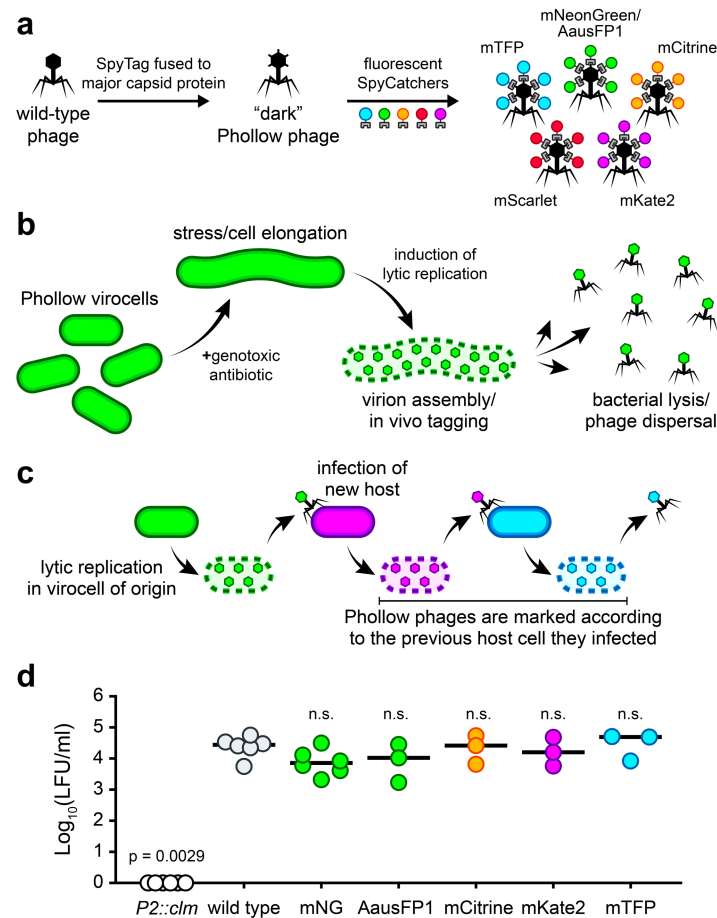 a
wild-type
phage
SpyTag fused to
major capsid protein
“dark”
Phollow phage
fluorescent
SpyCatchers
mTFP
mNeonGreen/
AausFP1
mCitrine
mScarlet
mKate2
b
Phollow virocells
stress/cell elongation
+genotoxic
antibiotic
induction of
lytic replication
virion assembly/
in vivo tagging
bacterial lysis/
phage dispersal
c
lytic replication
in virocell of origin
infection of
new host
Phollow phages are marked according
to the previous host cell they infected
d
Log10(LFU/ml)
6
5
4
3
2
1
0
p = 0.0029
n.s.
n.s.
n.s.
n.s.
n.s.
P2::clm
wild type
mNG
AausFP1
mCitrine
mKate2
mTFP